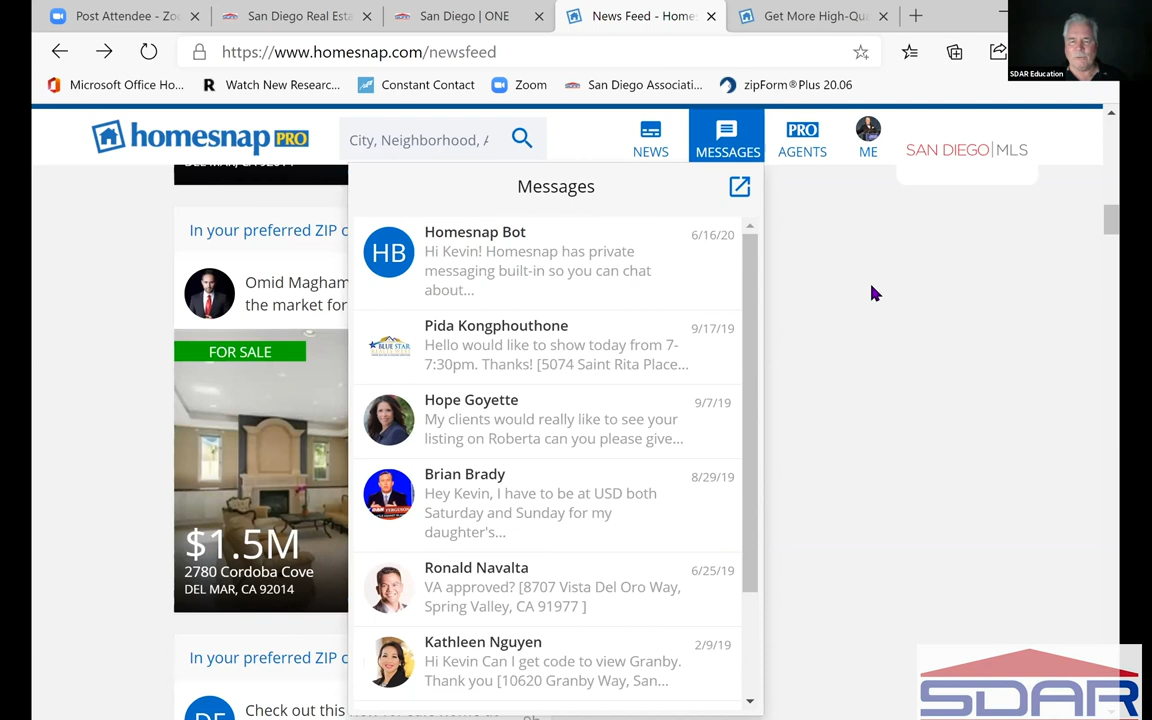 Post Attendee - Zo
San Diego Real Esta
San Diego | ONE
News Feed - Home
Get More High-Qu
https://www.homesnap.com/newsfeed
SDAR Education
Microsoft Office Ho...
R Watch New Researc...
Constant Contact
Zoom
San Diego Associati...
zipForm®Plus 20.06
homesnap PRO
City, Neighborhood, A
NEWS
MESSAGES
PRO
AGENTS
ME
SAN DIEGO|MLS
Messages
In your preferred ZIP c
Omid Magham
the market for
FOR SALE
$1.5M
2780 Cordoba Cove
DEL MAR, CA 92014
In your preferred ZIP c
Check out this
HB
Homesnap Bot
6/16/20
Hi Kevin! Homesnap has private
messaging built-in so you can chat
about...
BLUE STAR
Pida Kongphouthone
9/17/19
Hello would like to show today from 7-
7:30pm. Thanks! [5074 Saint Rita Place...
Hope Goyette
9/7/19
My clients would really like to see your
listing on Roberta can you please give...
Brian Brady
8/29/19
Hey Kevin, I have to be at USD both
Saturday and Sunday for my
daughter's...
Ronald Navalta
6/25/19
VA approved? [8707 Vista Del Oro Way,
Spring Valley, CA 91977 ]
Kathleen Nguyen
2/9/19
Hi Kevin Can I get code to view Granby.
Thank you [10620 Granby Way, San...
SDAR